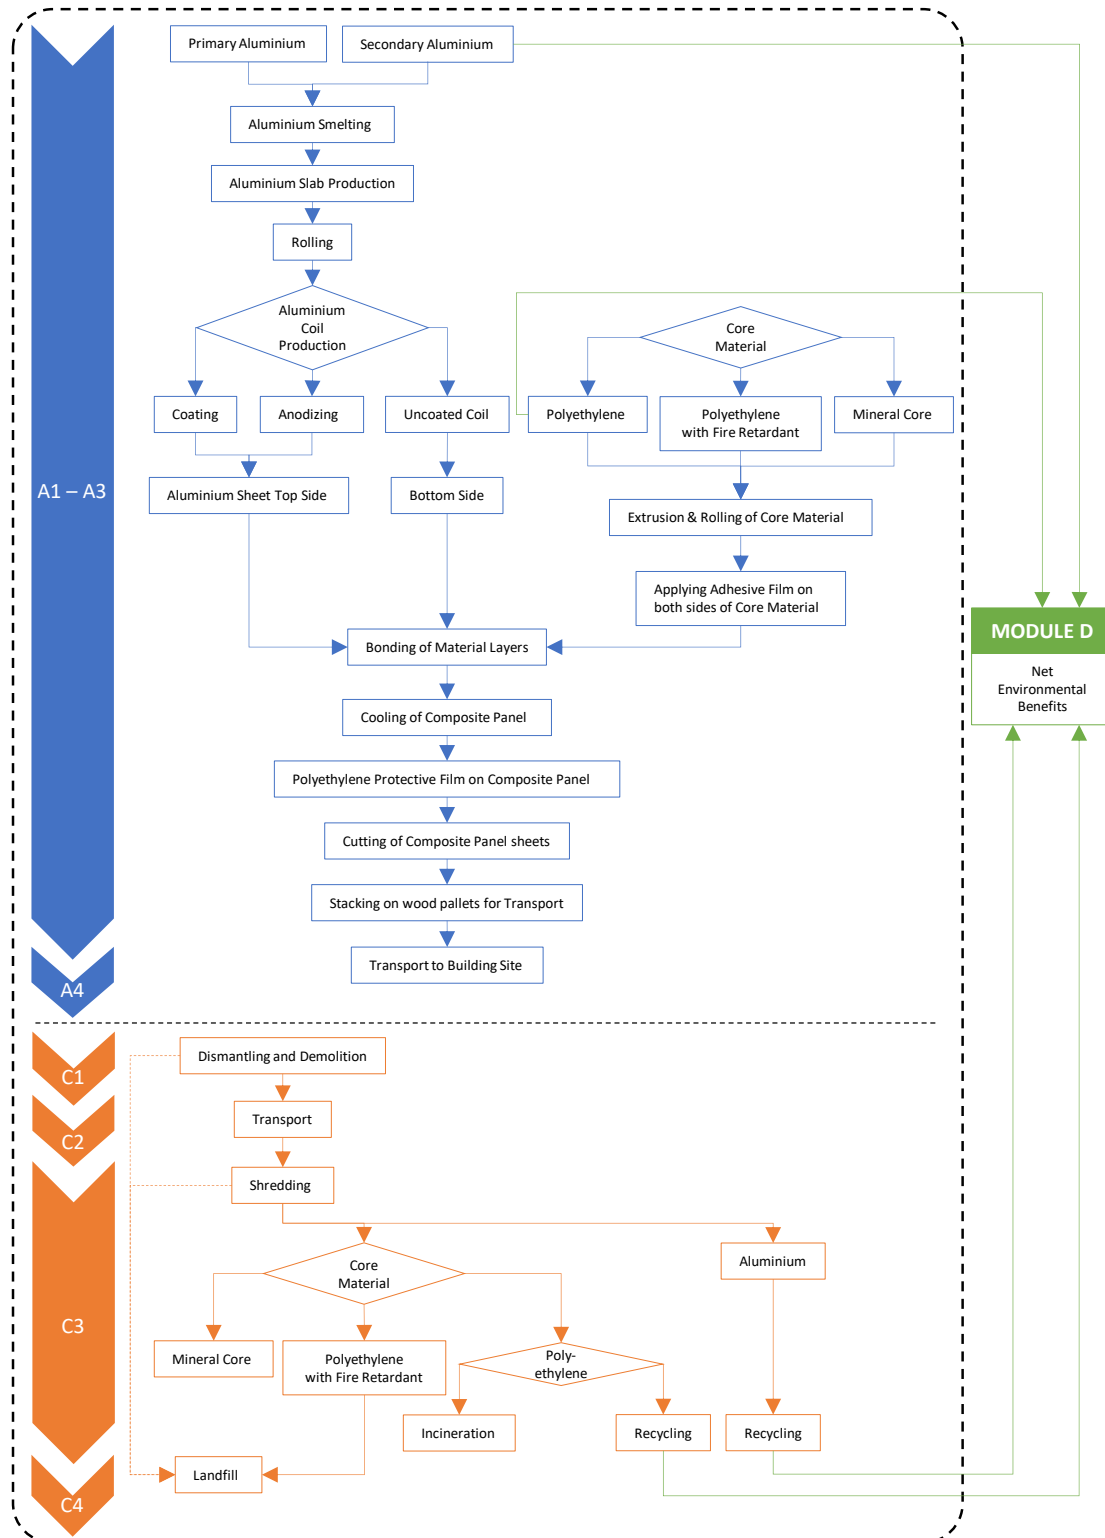 Primary Aluminium
Secondary Aluminium
Aluminium Smelting
Aluminium Slab Production
Rolling
Aluminium
Coil
Production
Core
Material
Coating
Anodizing
Uncoated Coil
Polyethylene
Polyethylene
with Fire Retardant
Mineral Core
A1 – A3
Aluminium Sheet Top Side
Bottom Side
Extrusion & Rolling of Core Material
Applying Adhesive Film on
both sides of Core Material
Bonding of Material Layers
MODULE D
Net
Environmental
Benefits
Cooling of Composite Panel
Polyethylene Protective Film on Composite Panel
Cutting of Composite Panel sheets
Stacking on wood pallets for Transport
Transport to Building Site
A4
Dismantling and Demolition
C1
Transport
C2
Shredding
Core
Material
Aluminium
C3
Mineral Core
Polyethylene
with Fire Retardant
Poly-
ethylene
Incineration
Recycling
Recycling
Landfill
C4